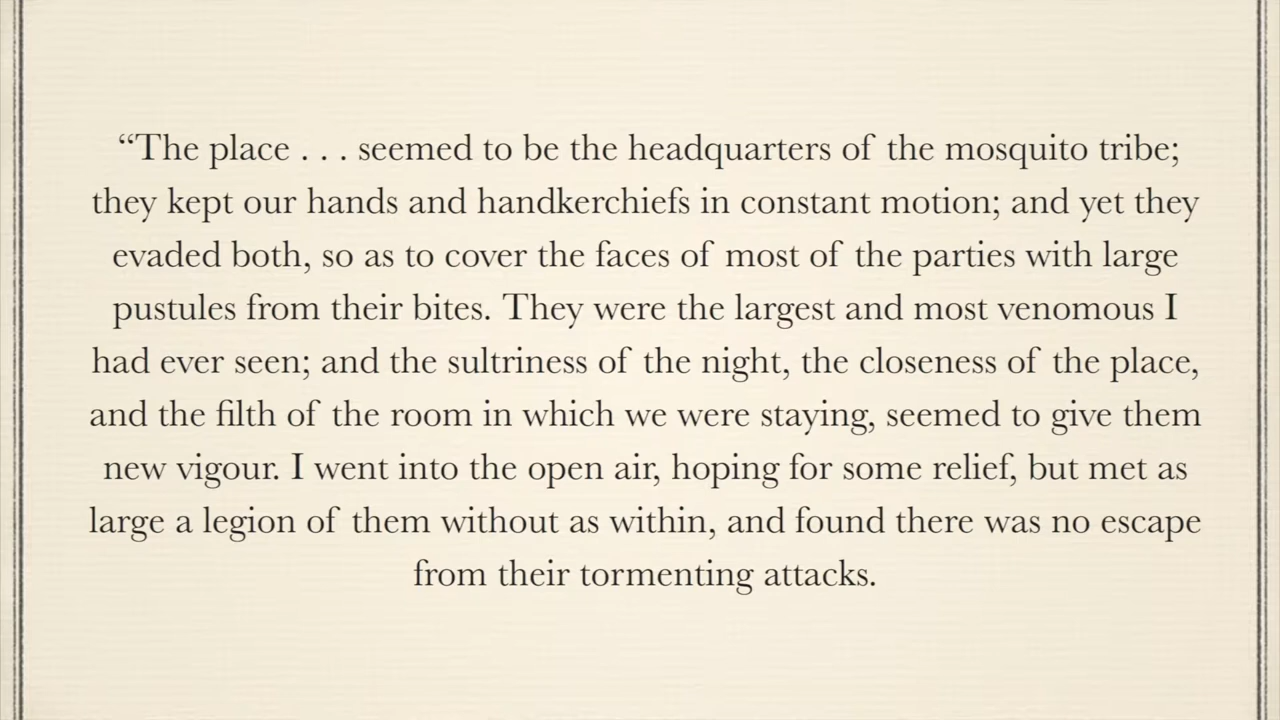 “The place . . . seemed to be the headquarters of the mosquito tribe;
they kept our hands and handkerchiefs in constant motion; and yet they
evaded both, so as to cover the faces of most of the parties with large
pustules from their bites. They were the largest and most venomous I
had ever seen; and the sultriness of the night, the closeness of the place,
and the filth of the room in which we were staying, seemed to give them
new vigour. I went into the open air, hoping for some relief, but met as
large a legion of them without as within, and found there was no escape
from their tormenting attacks.